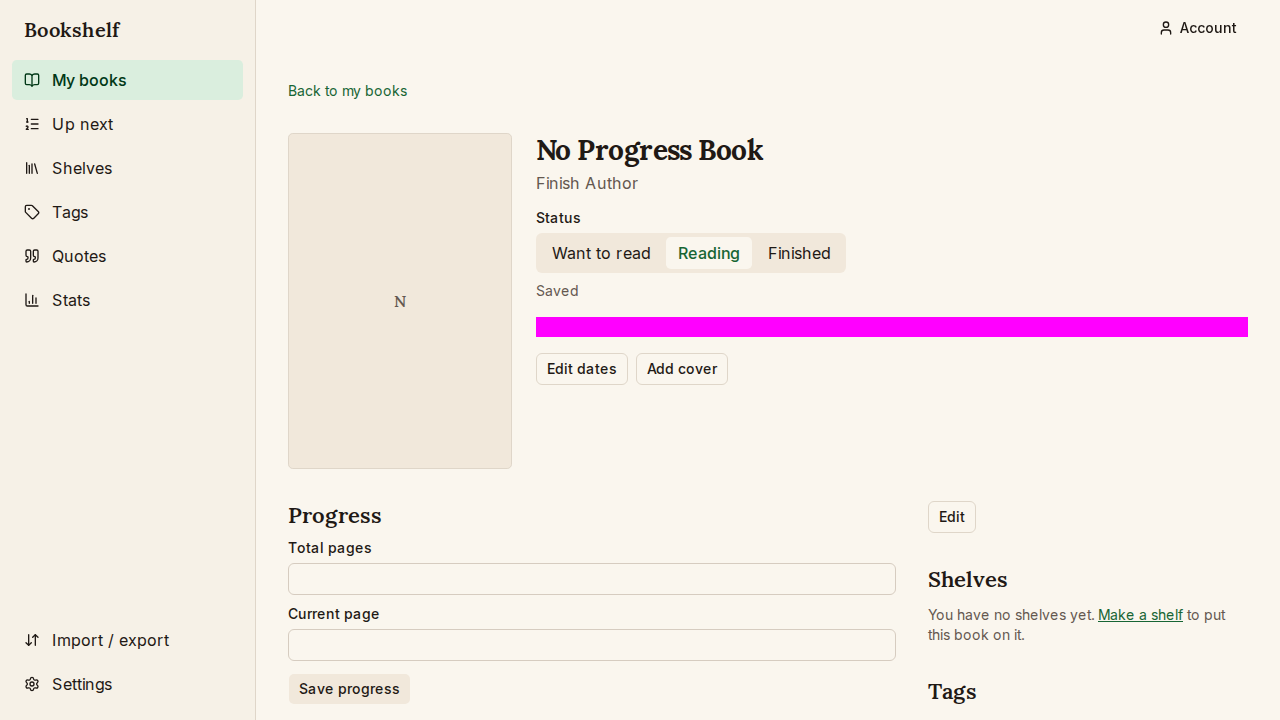 Bookshelf
My books
Up next
Shelves
Tags
Quotes
Stats
Import / export
Settings
Account
Back to my books
N
No Progress Book
Finish Author
Status
Want to read
Reading
Finished
Saved
Edit dates
Add cover
Progress
Total pages
Current page
Save progress
Edit
Shelves
You have no shelves yet. Make a shelf to put
this book on it.
Tags